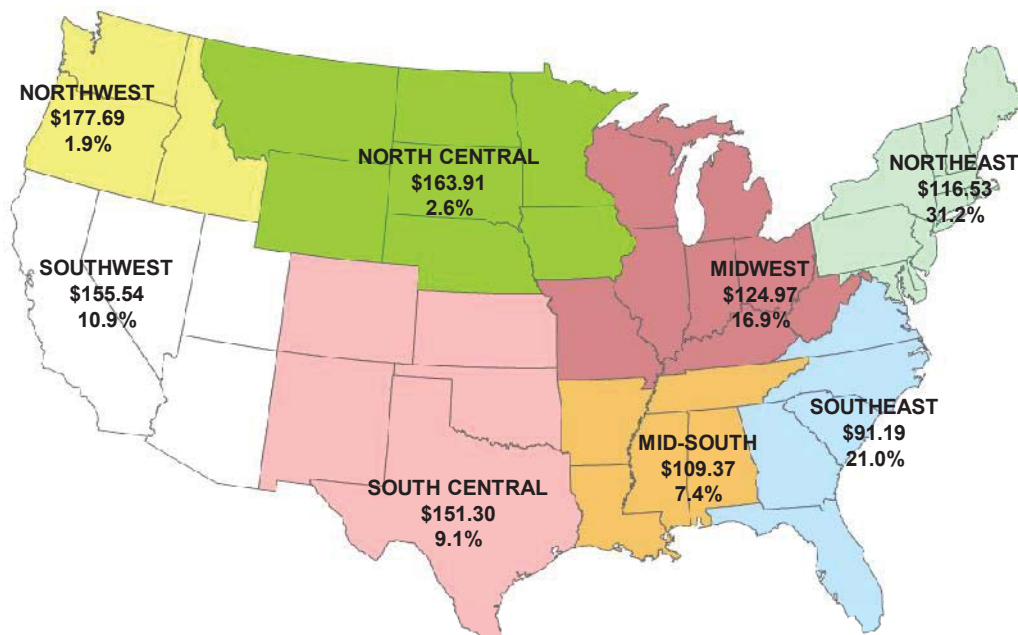 NORTHWEST
$177.69
1.9%
NORTH CENTRAL
$163.91
2.6%
NORTHEAST
$116.53
31.2%
SOUTHWEST
$155.54
10.9%
MIDWEST
$124.97
16.9%
SOUTHEAST
$91.19
21.0%
MID-SOUTH
$109.37
7.4%
SOUTH CENTRAL
$151.30
9.1%